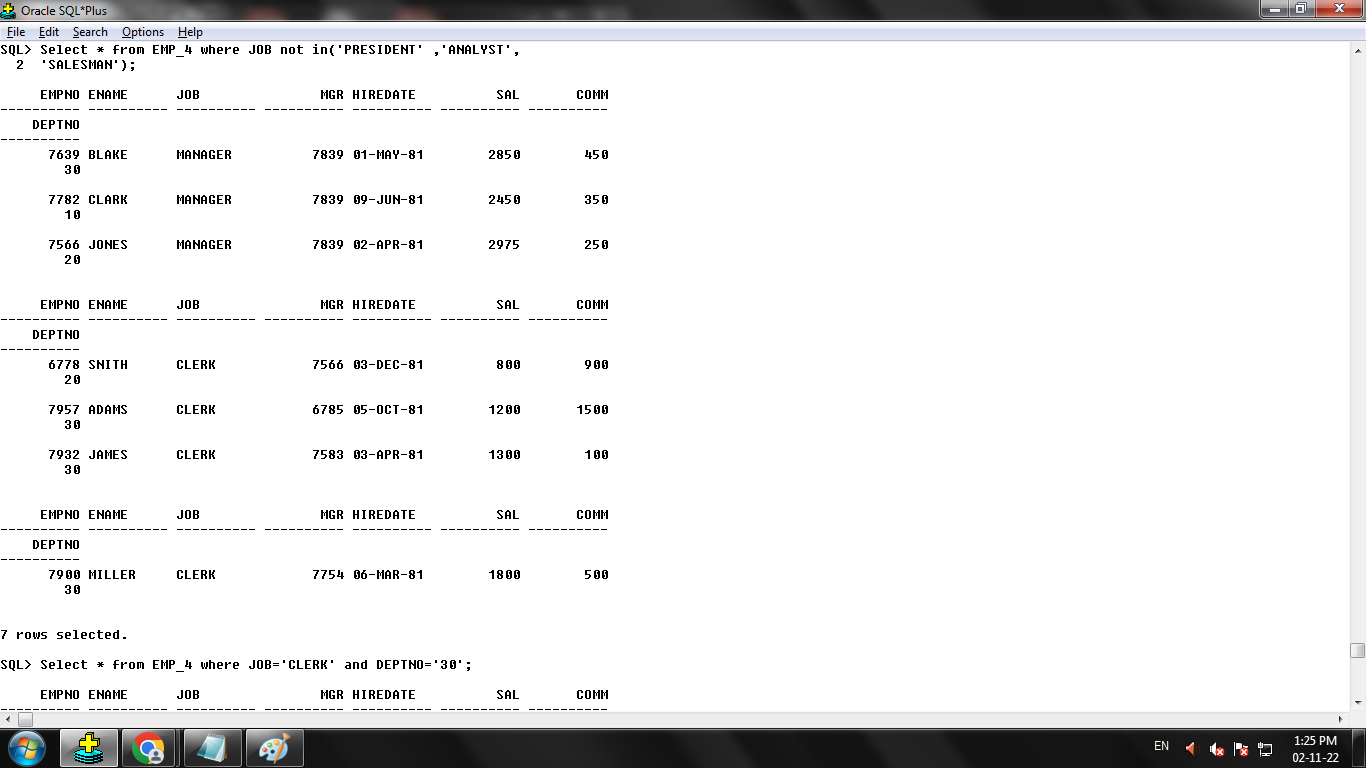 Oracle SQL*Plus
File Edit Search Options Help
SQL> Select * from EMP_4 where JOB not in('PRESIDENT' ,'ANALYST',
  2  'SALESMAN');
     EMPNO ENAME      JOB               MGR HIREDATE          SAL       COMM
---------- ---------- ---------- ---------- ---------- ---------- ----------
    DEPTNO
----------
      7639 BLAKE      MANAGER          7839 01-MAY-81        2850        450
        30
      7782 CLARK      MANAGER          7839 09-JUN-81        2450        350
        10
      7566 JONES      MANAGER          7839 02-APR-81        2975        250
        20
     EMPNO ENAME      JOB               MGR HIREDATE          SAL       COMM
---------- ---------- ---------- ---------- ---------- ---------- ----------
    DEPTNO
----------
      6778 SNITH      CLERK            7566 03-DEC-81         800        900
        20
      7957 ADAMS      CLERK            6785 05-OCT-81        1200       1500
        30
      7932 JAMES      CLERK            7583 03-APR-81        1300        100
        30
     EMPNO ENAME      JOB               MGR HIREDATE          SAL       COMM
---------- ---------- ---------- ---------- ---------- ---------- ----------
    DEPTNO
----------
      7900 MILLER     CLERK            7754 06-MAR-81        1800        500
        30
7 rows selected.
SQL> Select * from EMP_4 where JOB='CLERK' and DEPTNO='30';
     EMPNO ENAME      JOB               MGR HIREDATE          SAL       COMM
---------- ---------- ---------- ---------- ---------- ---------- ----------
EN
1:25 PM
02-11-22